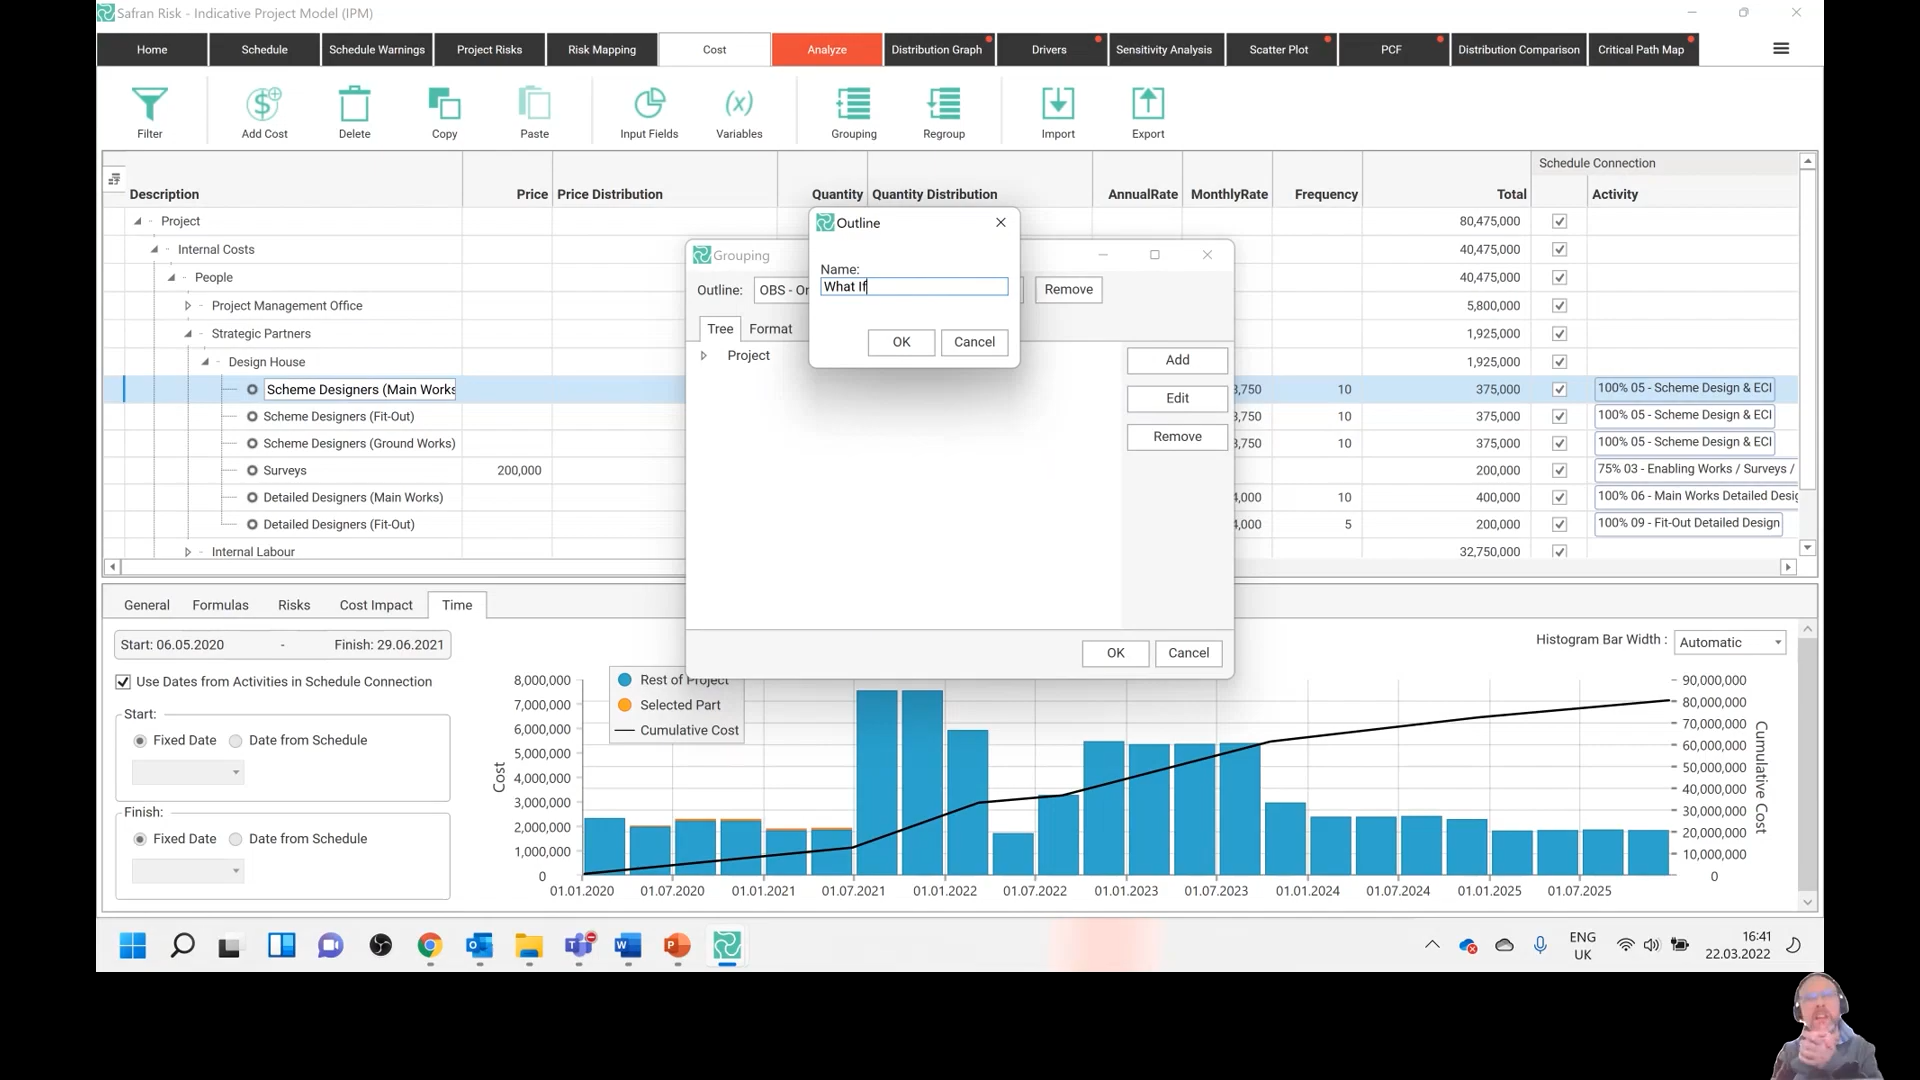 Safran Risk - Indicative Project Model (IPM)
Home
Schedule
Schedule Warnings
Project Risks
Risk Mapping
Cost
Analyze
Distribution Graph
Drivers
Sensitivity Analysis
Scatter Plot
PCF
Distribution Comparison
Critical Path Map
Filter
Add Cost
Delete
Copy
Paste
Input Fields
(x)
Variables
Grouping
Regroup
Import
Export
Schedule Connection
Description
Price
Price Distribution
Quantity
Quantity Distribution
AnnualRate
MonthlyRate
Frequency
Total
Activity
Project
80,475,000
Internal Costs
40,475,000
People
40,475,000
Project Management Office
5,800,000
Strategic Partners
1,925,000
Design House
1,925,000
Scheme Designers (Main Works
3,750
10
375,000
100% 05 - Scheme Design & ECI
Scheme Designers (Fit-Out)
3,750
10
375,000
100% 05 - Scheme Design & ECI
Scheme Designers (Ground Works)
3,750
10
375,000
100% 05 - Scheme Design & ECI
Surveys
200,000
200,000
75% 03 - Enabling Works / Surveys /
Detailed Designers (Main Works)
4,000
10
400,000
100% 06 - Main Works Detailed Desig
Detailed Designers (Fit-Out)
4,000
5
200,000
100% 09 - Fit-Out Detailed Design
Internal Labour
32,750,000
Outline
Name:
What If
OK
Cancel
Grouping
Outline:
OBS - Or
Remove
Tree
Format
Project
Add
Edit
Remove
OK
Cancel
General
Formulas
Risks
Cost Impact
Time
Start: 06.05.2020
-
Finish: 29.06.2021
Use Dates from Activities in Schedule Connection
Start:
Fixed Date
Date from Schedule
Finish:
Fixed Date
Date from Schedule
Histogram Bar Width :
Automatic
Rest of Project
Selected Part
Cumulative Cost
Cost
8,000,000
7,000,000
6,000,000
5,000,000
4,000,000
3,000,000
2,000,000
1,000,000
0
90,000,000
80,000,000
70,000,000
60,000,000
50,000,000
40,000,000
30,000,000
20,000,000
10,000,000
0
Cumulative Cost
01.01.2020
01.07.2020
01.01.2021
01.07.2021
01.01.2022
01.07.2022
01.01.2023
01.07.2023
01.01.2024
01.07.2024
01.01.2025
01.07.2025
ENG
UK
16:41
22.03.2022